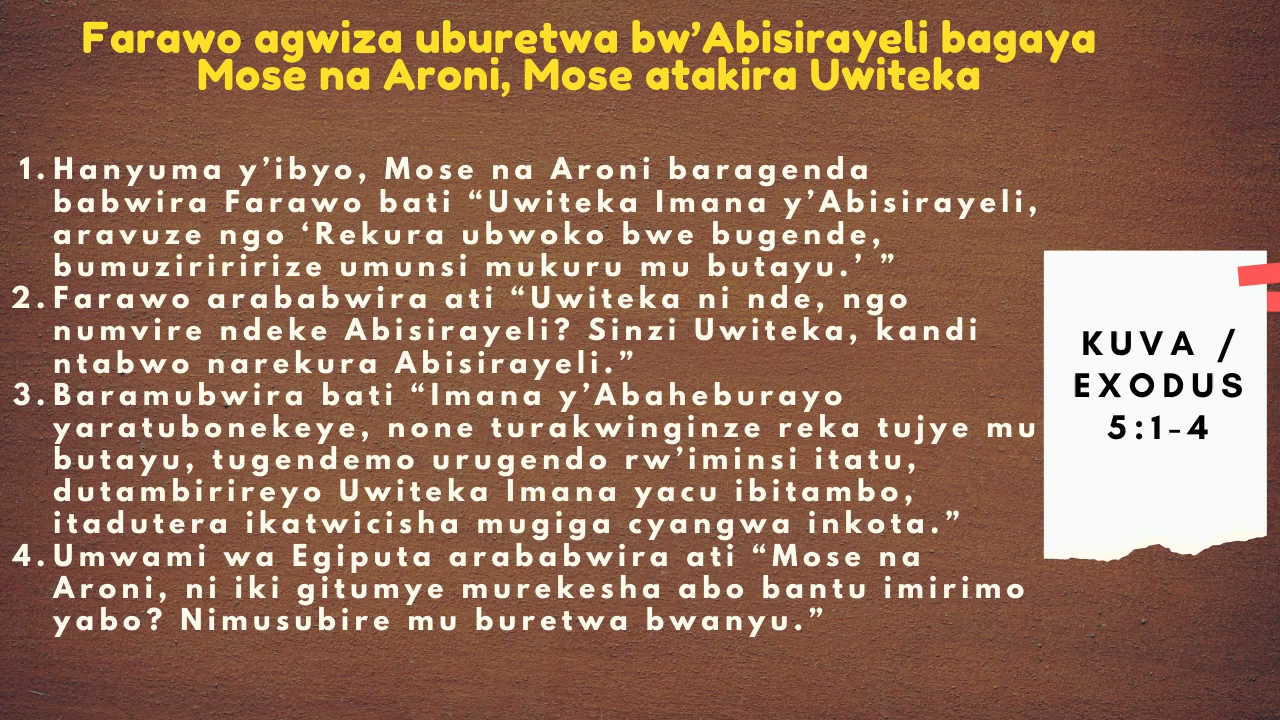 Farawo agwiza uburetwa bw’Abisirayeli bagaya
Mose na Aroni, Mose atakira Uwiteka
1. Hanyuma y’ibyo, Mose na Aroni baragenda
babwira Farawo bati “Uwiteka Imana y’Abisirayeli,
aravuze ngo ‘Rekura ubwoko bwe bugende,
bumuziririririze umunsi mukuru mu butayu.’ ”
2. Farawo arababwira ati “Uwiteka ni nde, ngo
numvire ndeke Abisirayeli? Sinzi Uwiteka, kandi
ntabwo narekura Abisirayeli.”
3. Baramubwira bati “Imana y’Abaheburayo
yaratubonekeye, none turakwinginze reka tujye mu
butayu, tugendemo urugendo rw’iminsi itatu,
dutambirireyo Uwiteka Imana yacu ibitambo,
itadutera ikatwicisha mugiga cyangwa inkota.”
4. Umwami wa Egiputa arababwira ati “Mose na
Aroni, ni iki gitumye murekesha abo bantu imirimo
yabo? Nimusubire mu buretwa bwanyu.”
KUVA /
EXODUS
5:1-4